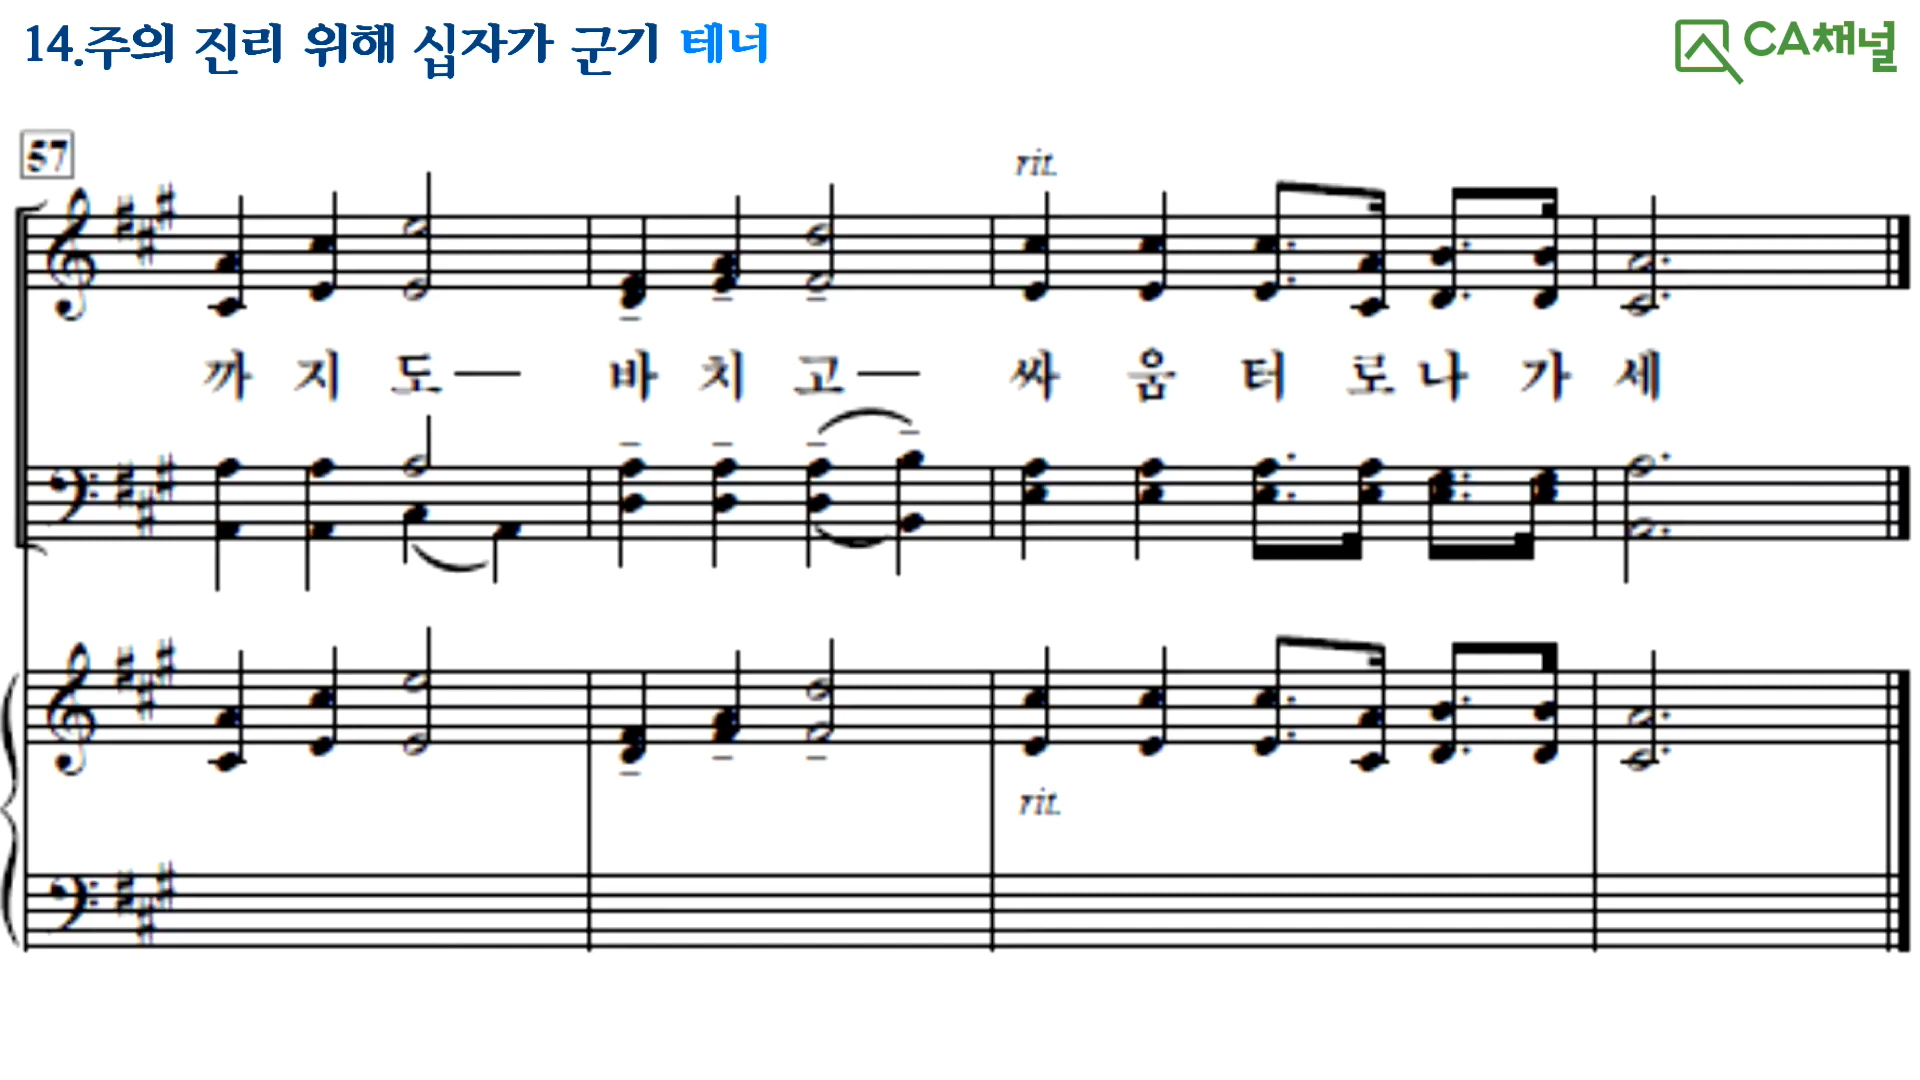 14.주의 진리 위해 십자가 군기 테너
CA채널
57
rit.
까 지 도 바 치 고 싸 움 터 로 나 가 세
rit.